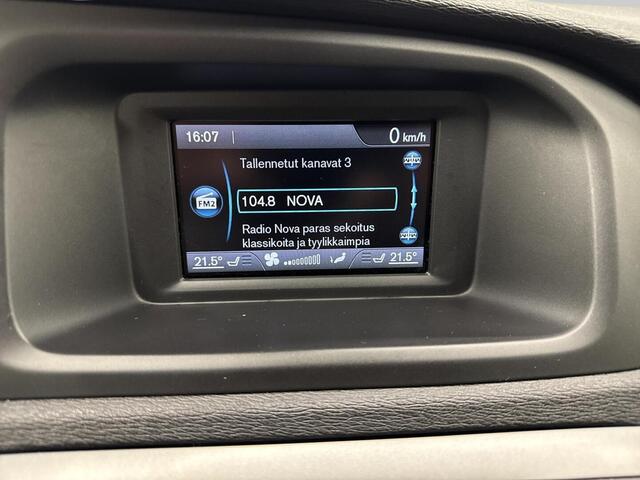 16:07 0 km/h
Tallennetut kanavat 3
FM2
104.8 NOVA
Radio Nova paras sekoitus
klassikoita ja tyylikkaimpia
21.5° 21.5°